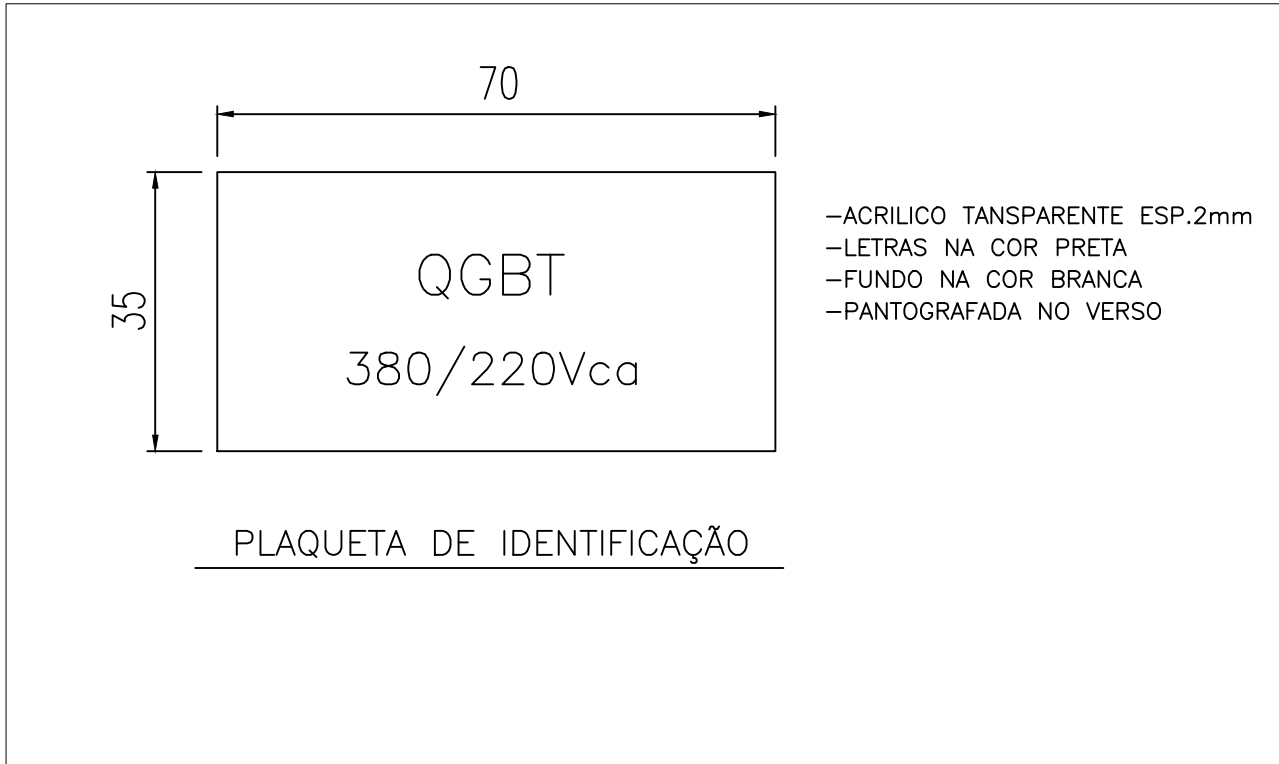 70
35
QGBT
380/220Vca
-ACRILICO TANSPARENTE ESP.2mm
-LETRAS NA COR PRETA
-FUNDO NA COR BRANCA
-PANTOGRAFADA NO VERSO
PLAQUETA DE IDENTIFICAÇÃO